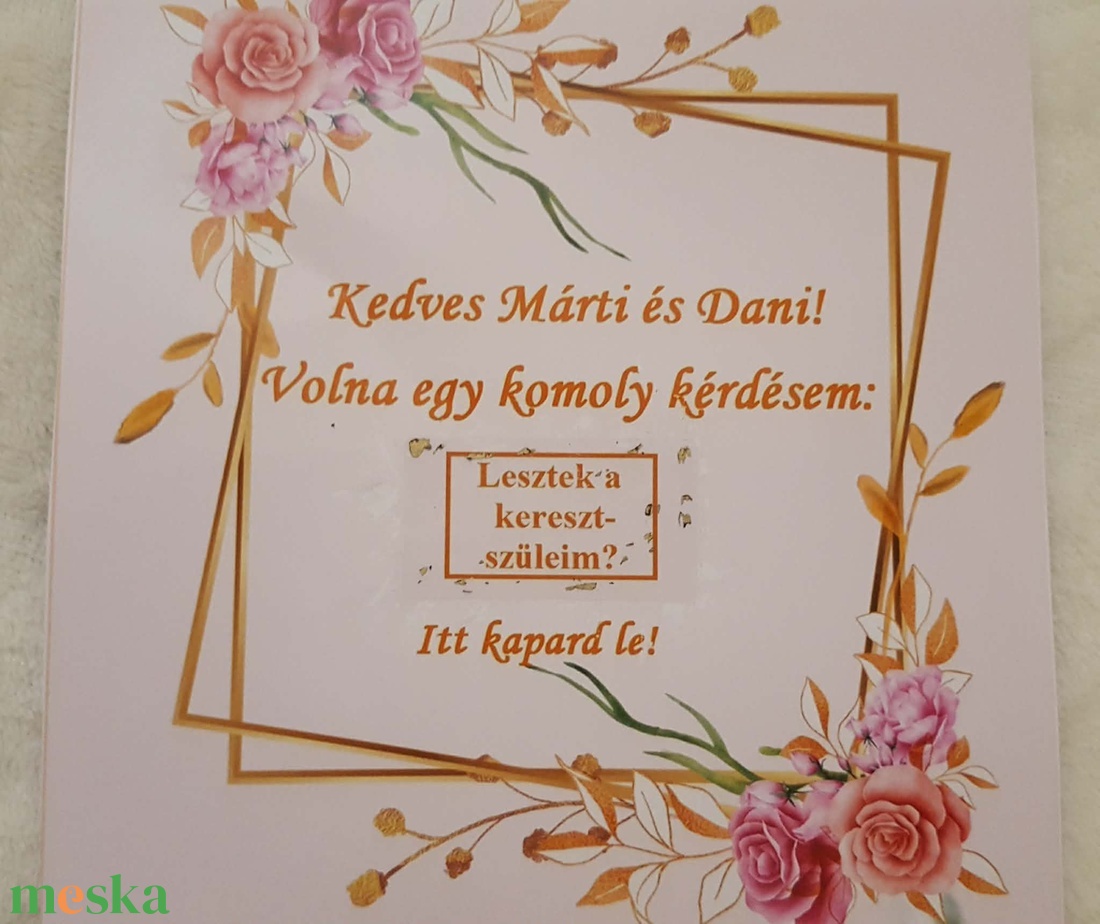 Kedves Márti és Dani!
Volna egy komoly kérdésem:
Lesztek a
kereszt-
szüleim?
Itt kapard le!
meska